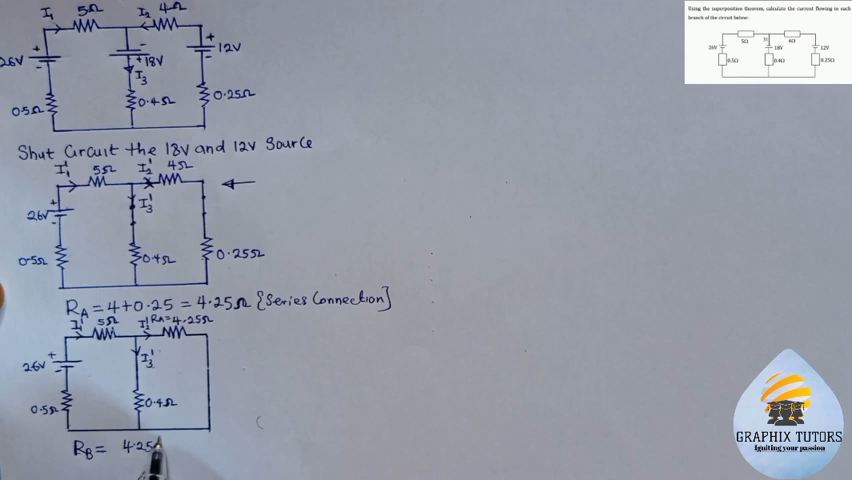 I1 5Ω I2 4Ω
26V + - - + 18V + - 12V
I3
0.5Ω 0.4Ω 0.25Ω
Shut Circuit the 18V and 12V Source
I1' 5Ω I2' 4Ω
26V + - I3'
0.5Ω 0.4Ω 0.25Ω
RA = 4+0.25 = 4.25Ω {Series Connection]
I1' 5Ω I2' RA=4.25Ω
26V + - I3'
0.5Ω 0.4Ω
RB = 4.25
Using the superposition theorem, calculate the current flowing in each
branch of the circuit below:
5Ω 4Ω
26V 18V 12V
0.5Ω 0.4Ω 0.25Ω
GRAPHIX TUTORS
igniting your passion